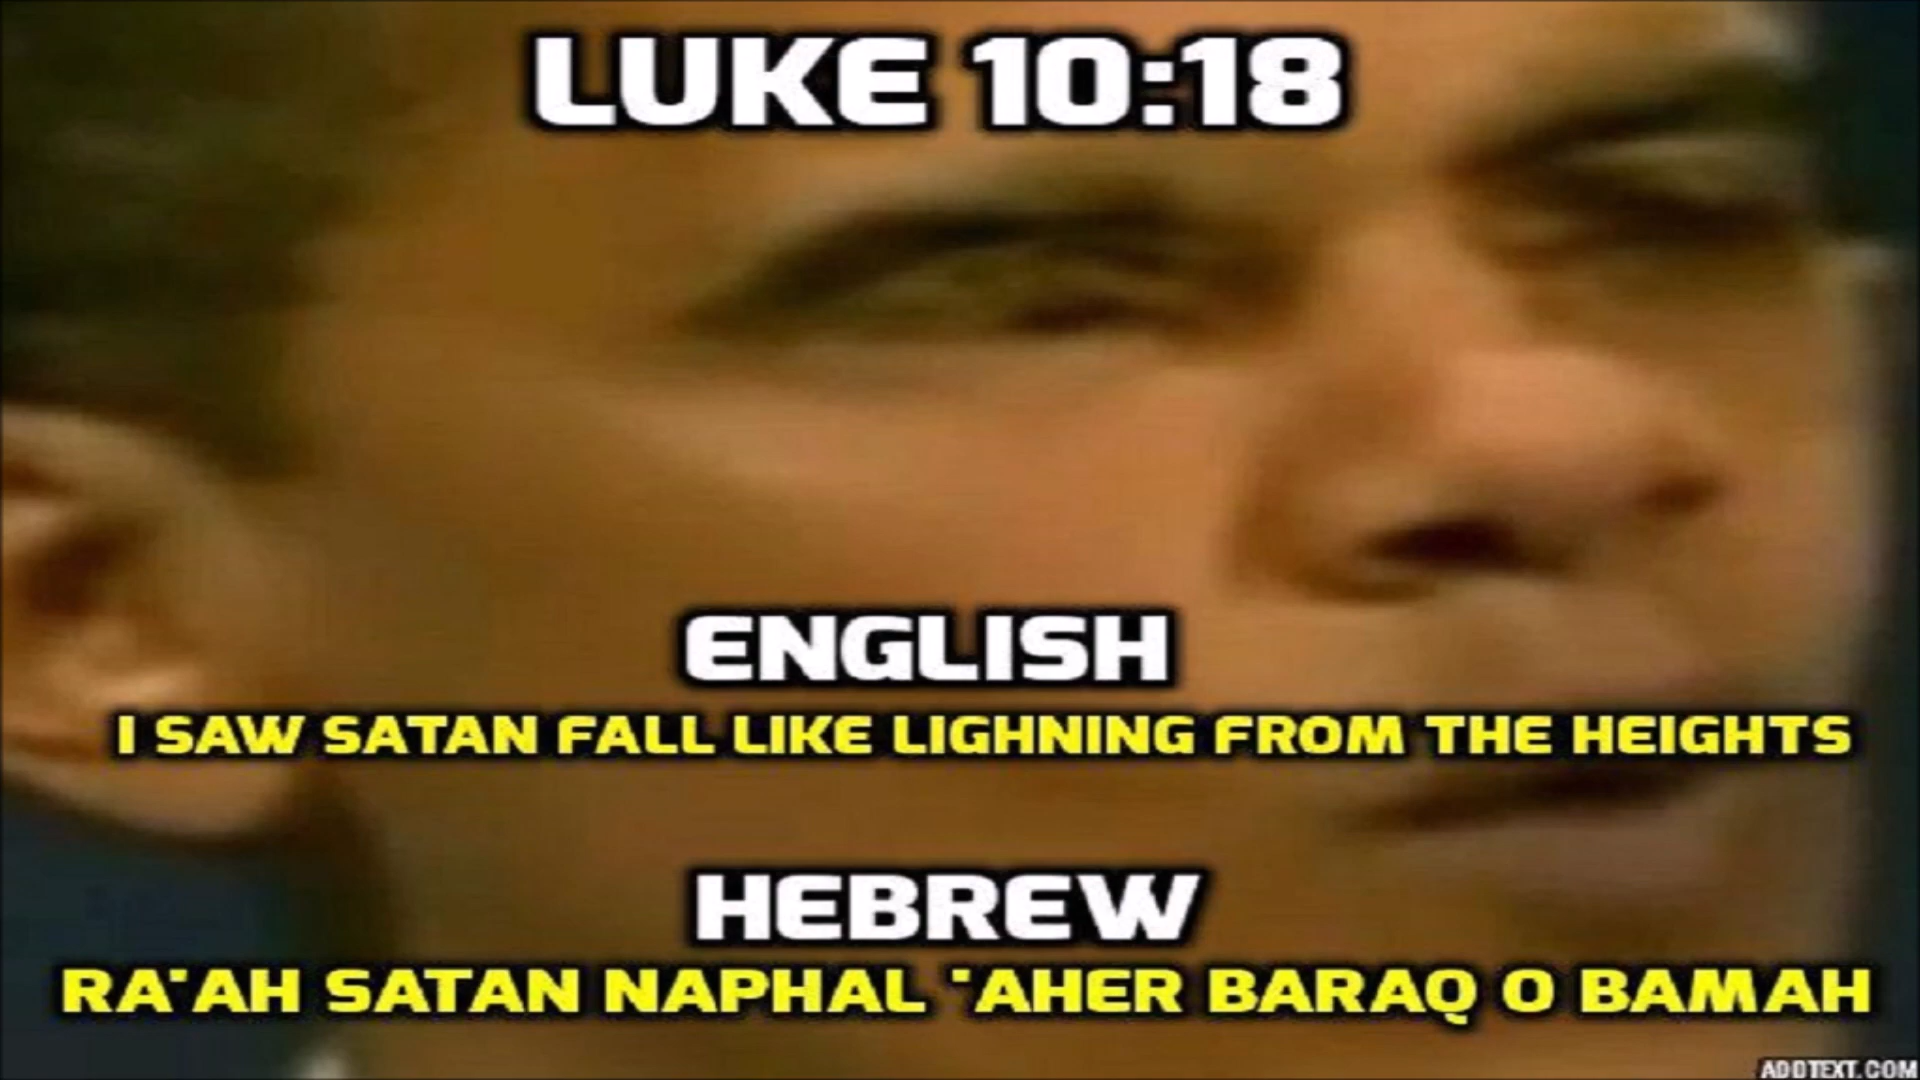 LUKE 10:18
ENGLISH
I SAW SATAN FALL LIKE LIGHNING FROM THE HEIGHTS
HEBREW
RA'AH SATAN NAPHAL 'AHER BARAQ O BAMAH
ADDTEXT.COM